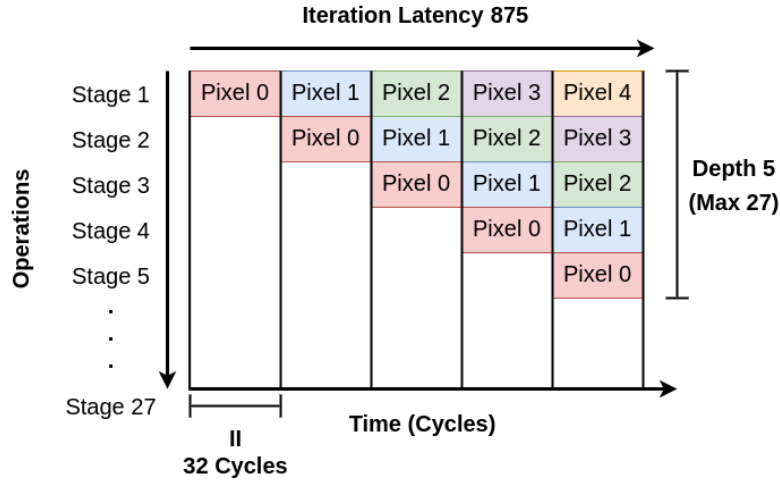 Iteration Latency 875
Stage 1 Pixel 0 Pixel 1 Pixel 2 Pixel 3 Pixel 4
Stage 2 Pixel 0 Pixel 1 Pixel 2 Pixel 3
Stage 3 Pixel 0 Pixel 1 Pixel 2
Stage 4 Pixel 0 Pixel 1
Stage 5 Pixel 0
.
.
.
Stage 27
Operations
Depth 5
(Max 27)
Time (Cycles)
II
32 Cycles